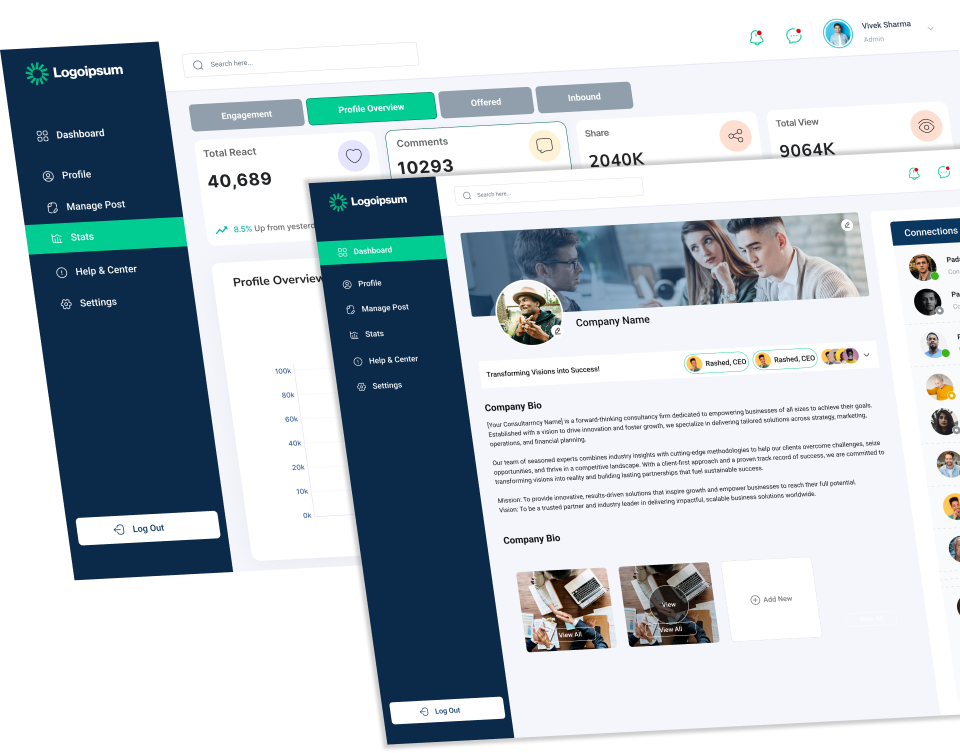 Logoipsum
Search here...
Vivek Sharma
Admin
Dashboard
Profile
Manage Post
Stats
Help & Center
Settings
Log Out
Engagement
Profile Overview
Offered
Inbound
Total React
40,689
8.5% Up from yesterd
Comments
10293
Share
2040K
Total View
9064K
Profile Overview
100k
80k
60k
40k
20k
10k
0k
Logoipsum
Search here...
Dashboard
Profile
Manage Post
Stats
Help & Center
Settings
Log Out
Company Name
Transforming Visions into Success!
Rashed, CEO
Rashed, CEO
Company Bio
[Your Consultarmcy Name] is a forward-thinking consultancy firm dedicated to empowering businesses of all sizes to achieve their goals.
Established with a vision to drive innovation and foster growth, we specialize in delivering tailored solutions across strategy, marketing,
operations, and financial planning.
Our team of seasoned experts combines industry insights with cutting-edge methodologies to help our clients overcome challenges, seize
opportunities, and thrive in a competitive landscape. With a client-first approach and a proven track record of success, we are committed to
transforming visions into reality and building lasting partnerships that fuel sustainable success.
Mission: To provide innovative, results-driven solutions that inspire growth and empower businesses to reach their full potential.
Vision: To be a trusted partner and industry leader in delivering impactful, scalable business solutions worldwide.
Company Bio
View All
View
View All
Add New
Connections
Pad
Con
Pa
Co